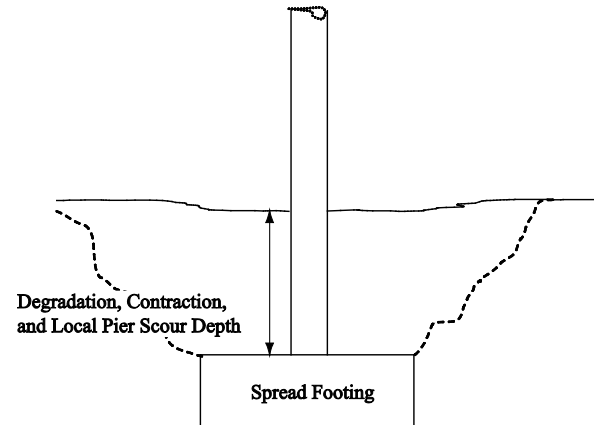 Degradation, Contraction,
and Local Pier Scour Depth
Spread Footing